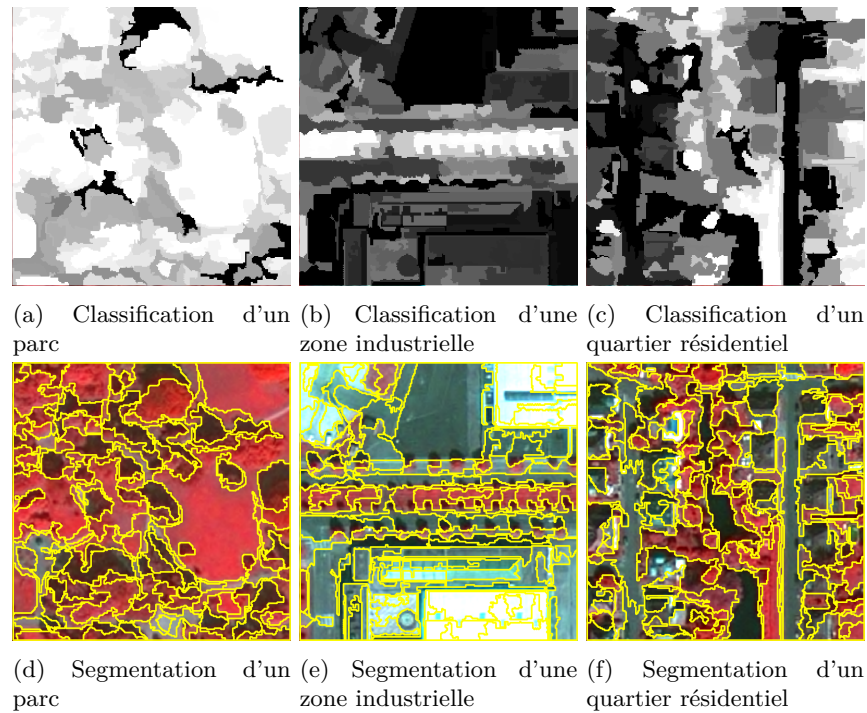 (a) Classification d'un parc
(b) Classification d'une zone industrielle
(c) Classification d'un quartier résidentiel
(d) Segmentation d'un parc
(e) Segmentation d'une zone industrielle
(f) Segmentation d'un quartier résidentiel